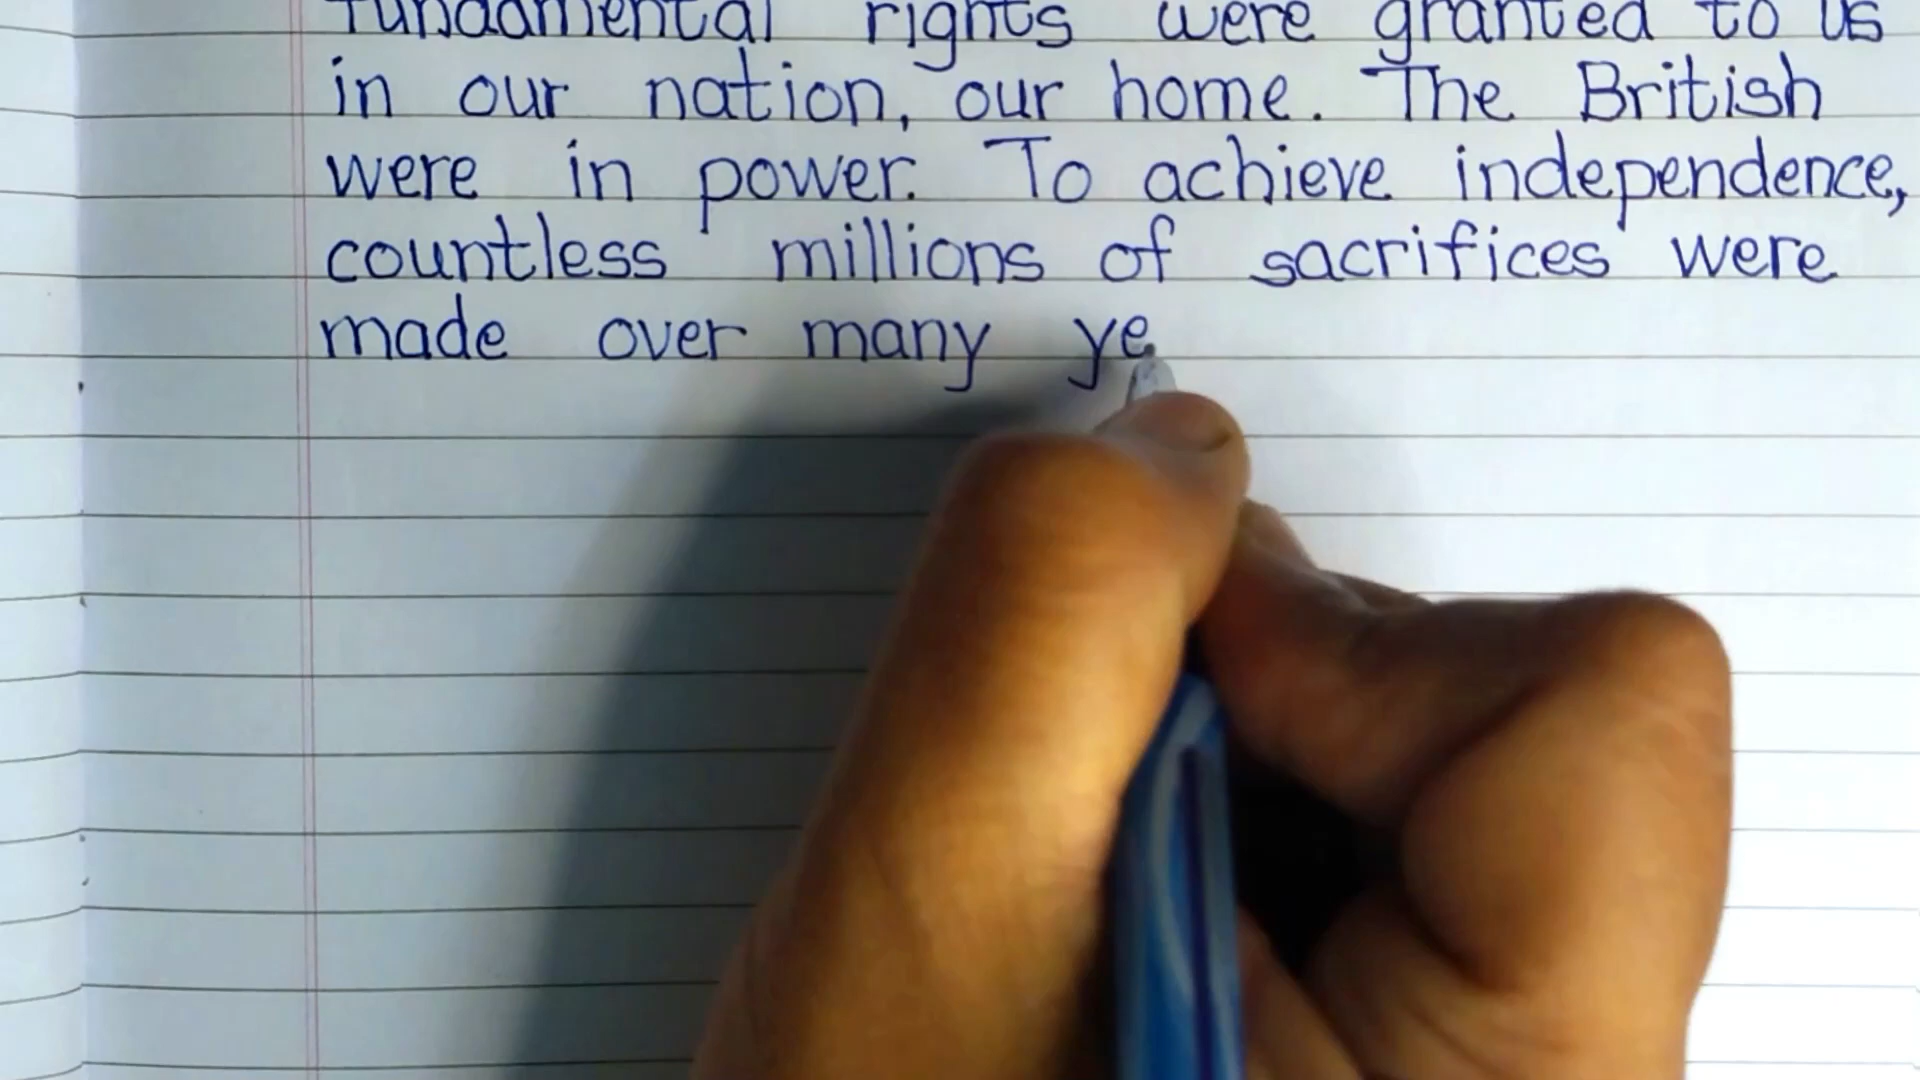 fundamental rights were granted to us
in our nation, our home. The British
were in power. To achieve independence,
countless millions of sacrifices were
made over many ye